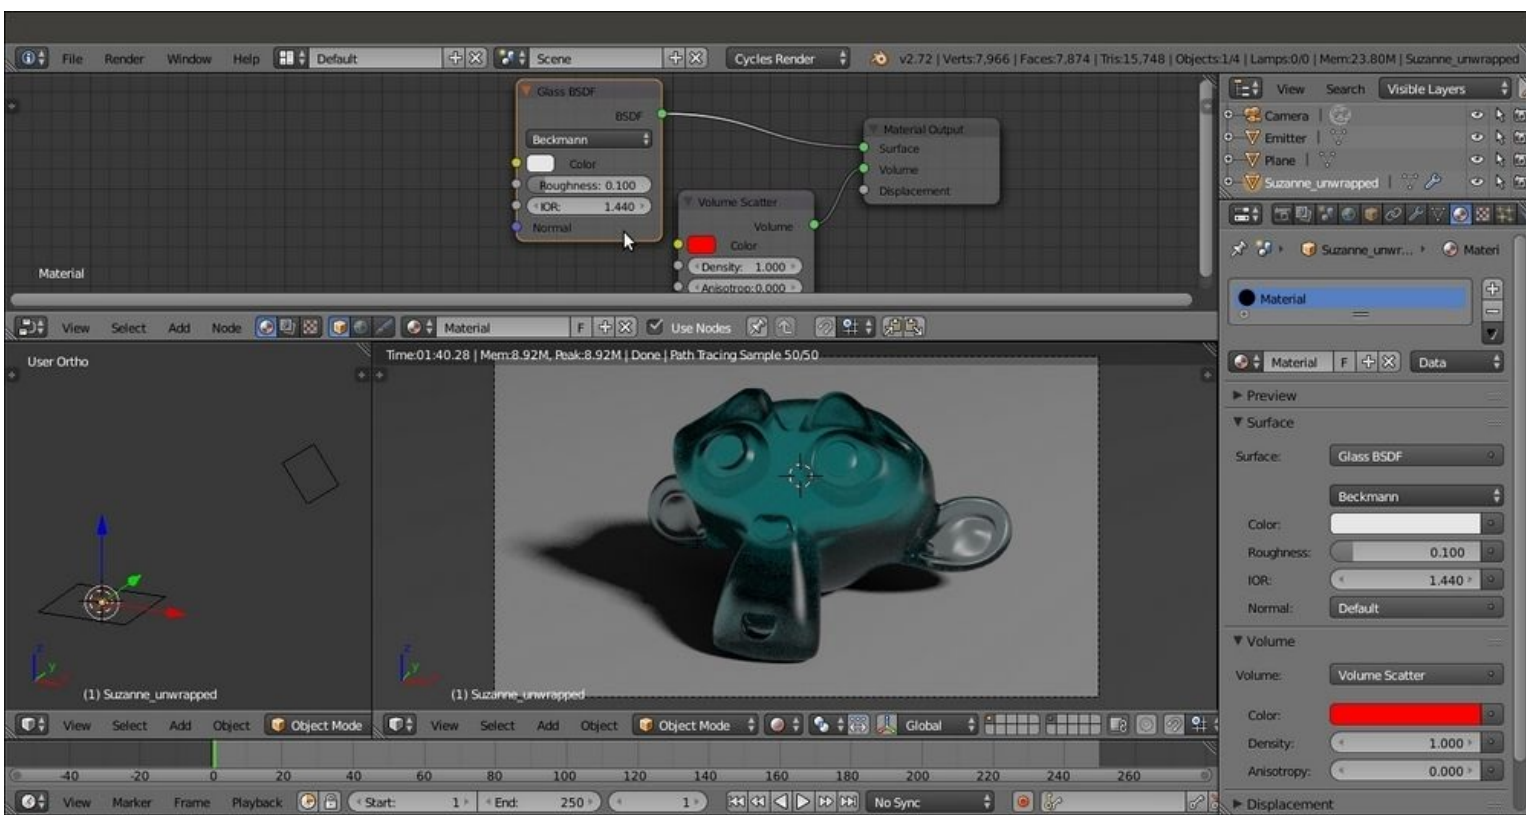 File Render Window Help Default Scene Cycles Render v2.72 | Verts:7,966 | Faces:7,874 | Tris:15,748 | Objects:1/4 | Lamps:0/0 | Mem:23.80M | Suzanne_unwrapped
Glass BSDF
BSDF
Beckmann
Color
Roughness: 0.100
IOR: 1.440
Normal
Material Output
Surface
Volume
Displacement
Volume Scatter
Volume
Color
Density: 1.000
Anisotrop:0.000
Material
View Select Add Node Material F Use Nodes
User Ortho
(1) Suzanne_unwrapped
View Select Add Object Object Mode
Time:01:40.28 | Mem:8.92M, Peak:8.92M | Done | Path Tracing Sample 50/50
(1) Suzanne_unwrapped
View Select Add Object Object Mode Global
-40 -20 0 20 40 60 80 100 120 140 160 180 200 220 240 260
View Marker Frame Playback Start: 1 End: 250 1 No Sync
View Search Visible Layers
Camera
Emitter
Plane
Suzanne_unwrapped
Suzanne_unwr... Materi
Material
Material F Data
Preview
Surface
Surface: Glass BSDF
Beckmann
Color:
Roughness: 0.100
IOR: 1.440
Normal: Default
Volume
Volume: Volume Scatter
Color:
Density: 1.000
Anisotropy: 0.000
Displacement